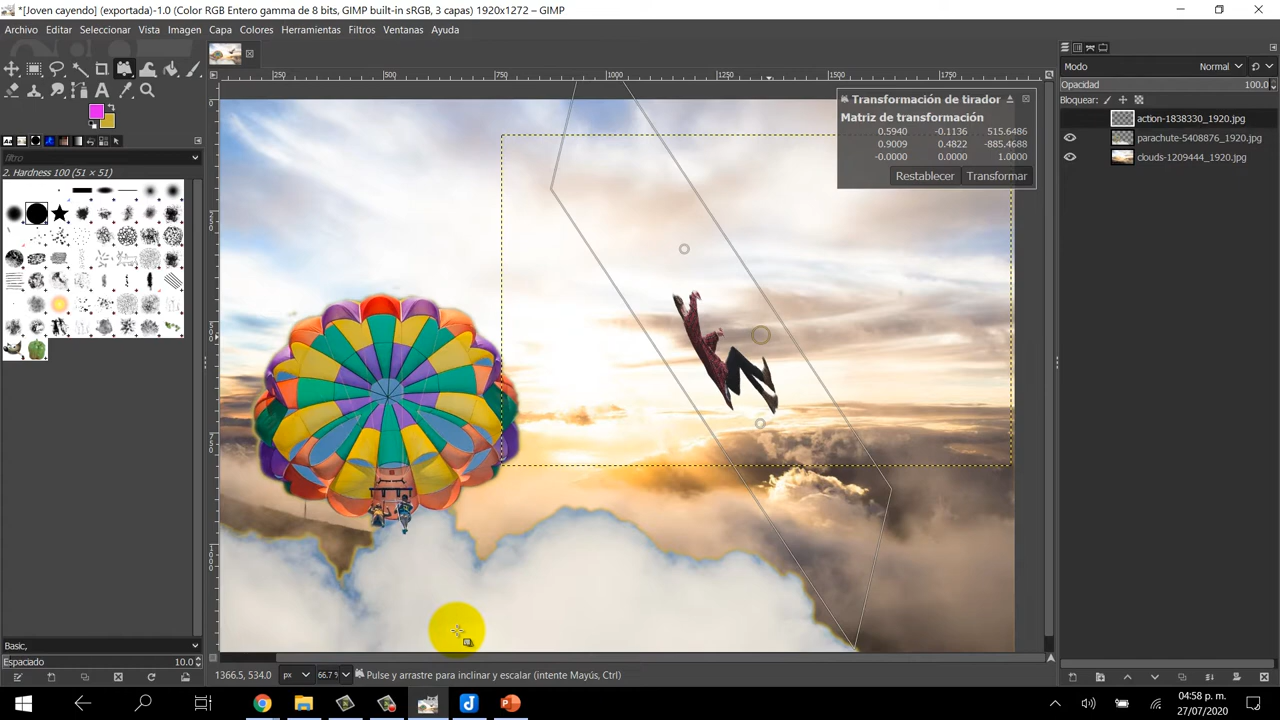 *[Joven cayendo] (exportada)-1.0 (Color RGB Entero gamma de 8 bits, GIMP built-in sRGB, 3 capas) 1920x1272 – GIMP
Archivo Editar Seleccionar Vista Imagen Capa Colores Herramientas Filtros Ventanas Ayuda
250 500 750 1000 1250 1500 1750
Modo Normal
Opacidad 100.0
Bloquear:
action-1838330_1920.jpg
parachute-5408876_1920.jpg
clouds-1209444_1920.jpg
Transformación de tirador
Matriz de transformación
0.5940 -0.1136 515.6486
0.9009 0.4822 -885.4688
-0.0000 0.0000 1.0000
Restablecer Transformar
filtro
2. Hardness 100 (51 × 51)
Basic,
Espaciado 10.0
1366.5, 534.0 px 66.7 Pulse y arrastre para inclinar y escalar (intente Mayús, Ctrl)
04:58 p. m.
27/07/2020